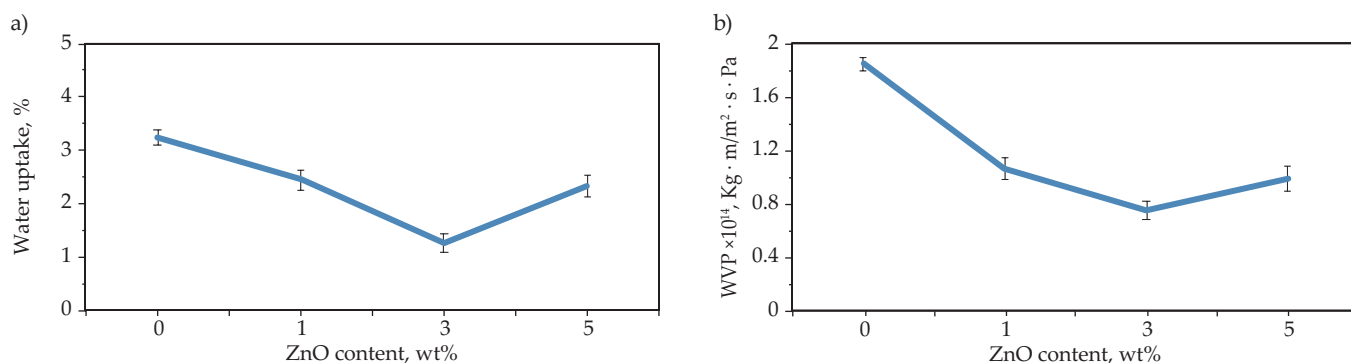 a)
5
4
3
2
1
0
Water uptake, %
0 1 3 5
ZnO content, wt%
b)
2
1.6
1.2
0.8
0.4
0
WVP ×10¹⁴, Kg · m/m² · s · Pa
0 1 3 5
ZnO content, wt%